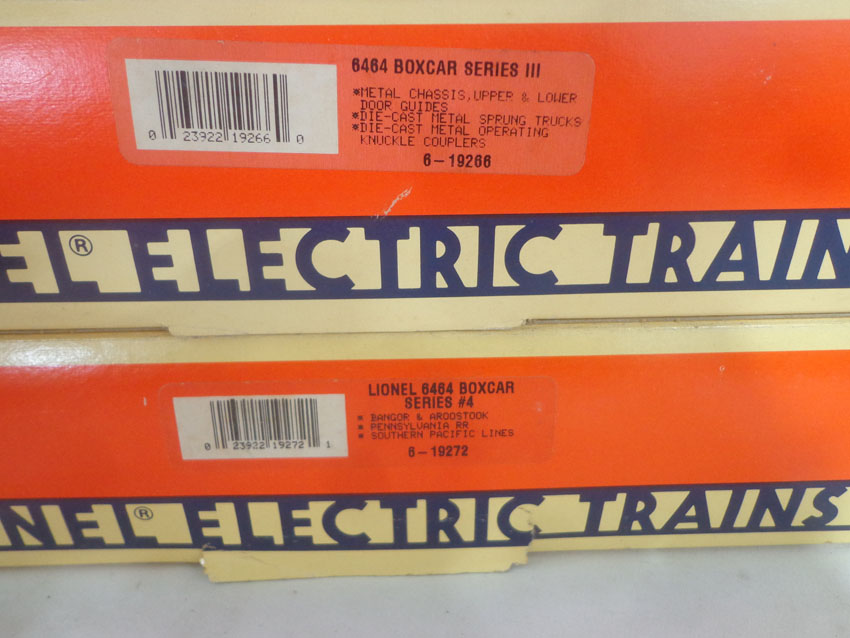 6464 BOXCAR SERIES III
*METAL CHASSIS, UPPER & LOWER
DOOR GUIDES
*DIE-CAST METAL SPRUNG TRUCKS
*DIE-CAST METAL OPERATING
KNUCKLE COUPLERS
0 23922 19266 0
6-19266
EL® ELECTRIC TRAIN
LIONEL 6464 BOXCAR
SERIES #4
* BANGOR & AROOSTOOK
* PENNSYLVANIA RR
* SOUTHERN PACIFIC LINES
0 23922 19272 1
6-19272
NEL® ELECTRIC TRAINS